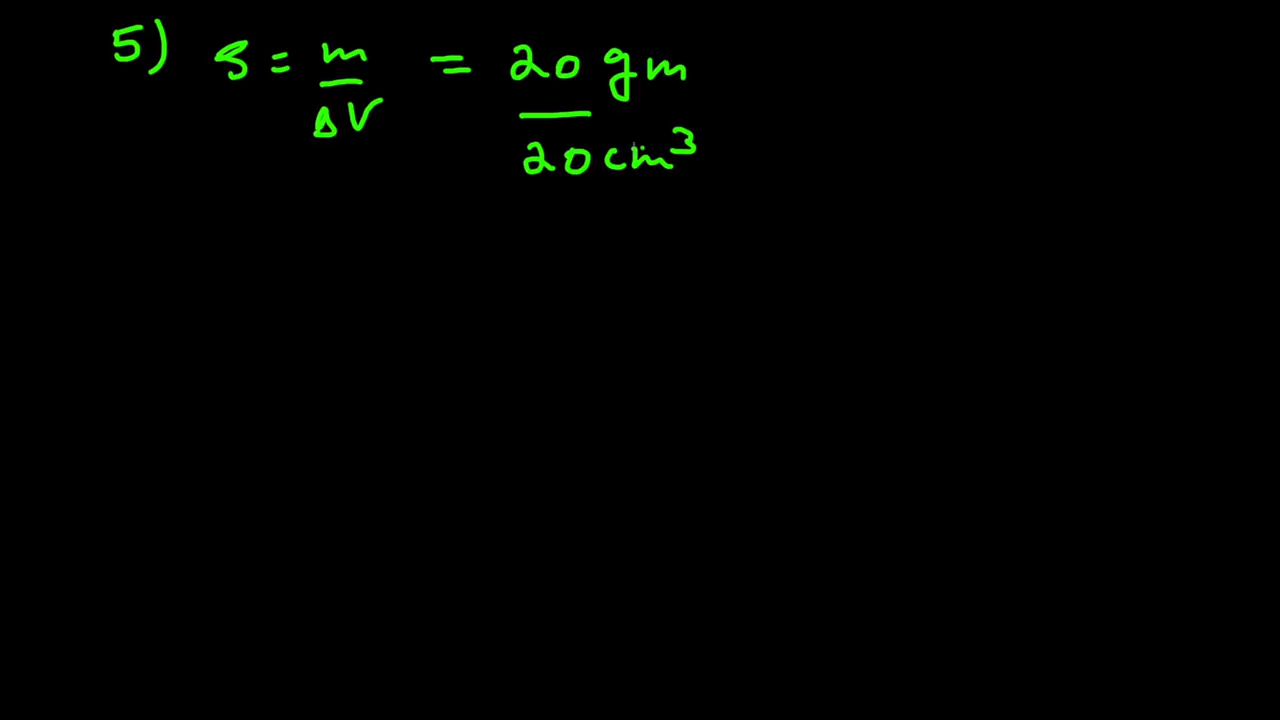 5) ρ = m/ΔV = 20 gm/20 cm³